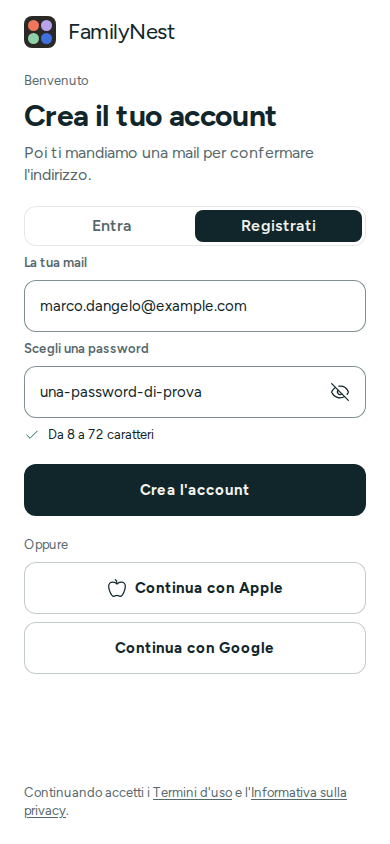 FamilyNest
Benvenuto
Crea il tuo account
Poi ti mandiamo una mail per confermare
l'indirizzo.
Entra
Registrati
La tua mail
marco.dangelo@example.com
Scegli una password
una-password-di-prova
Da 8 a 72 caratteri
Crea l'account
Oppure
Continua con Apple
Continua con Google
Continuando accetti i Termini d'uso e l'Informativa sulla
privacy.